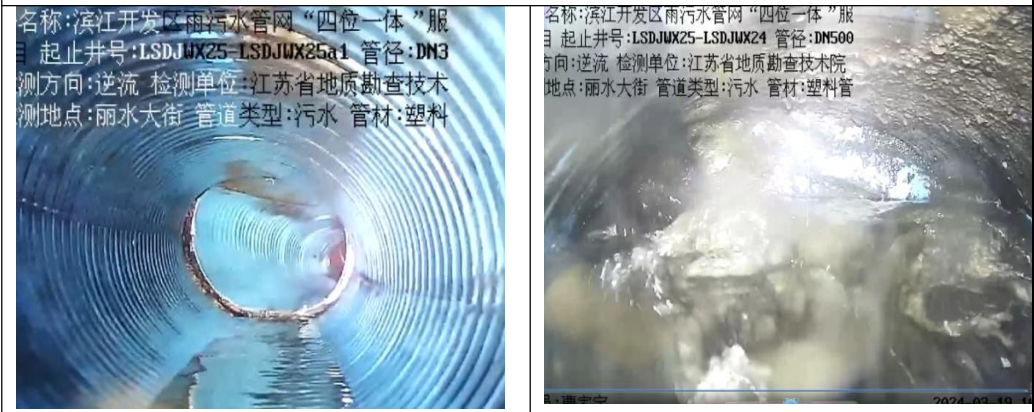 名称:滨江开发区雨污水管网“四位一体”服
目 起止井号:LSDJWX25-LSDJWX25a1 管径:DN3
测方向:逆流 检测单位:江苏省地质勘查技术
测地点:丽水大街 管道类型:污水 管材:塑料
名称:滨江开发区雨污水管网“四位一体”服
目 起止井号:LSDJWX25-LSDJWX24 管径:DN500
方向:逆流 检测单位:江苏省地质勘查技术院
地点:丽水大街 管道类型:污水 管材:塑料管